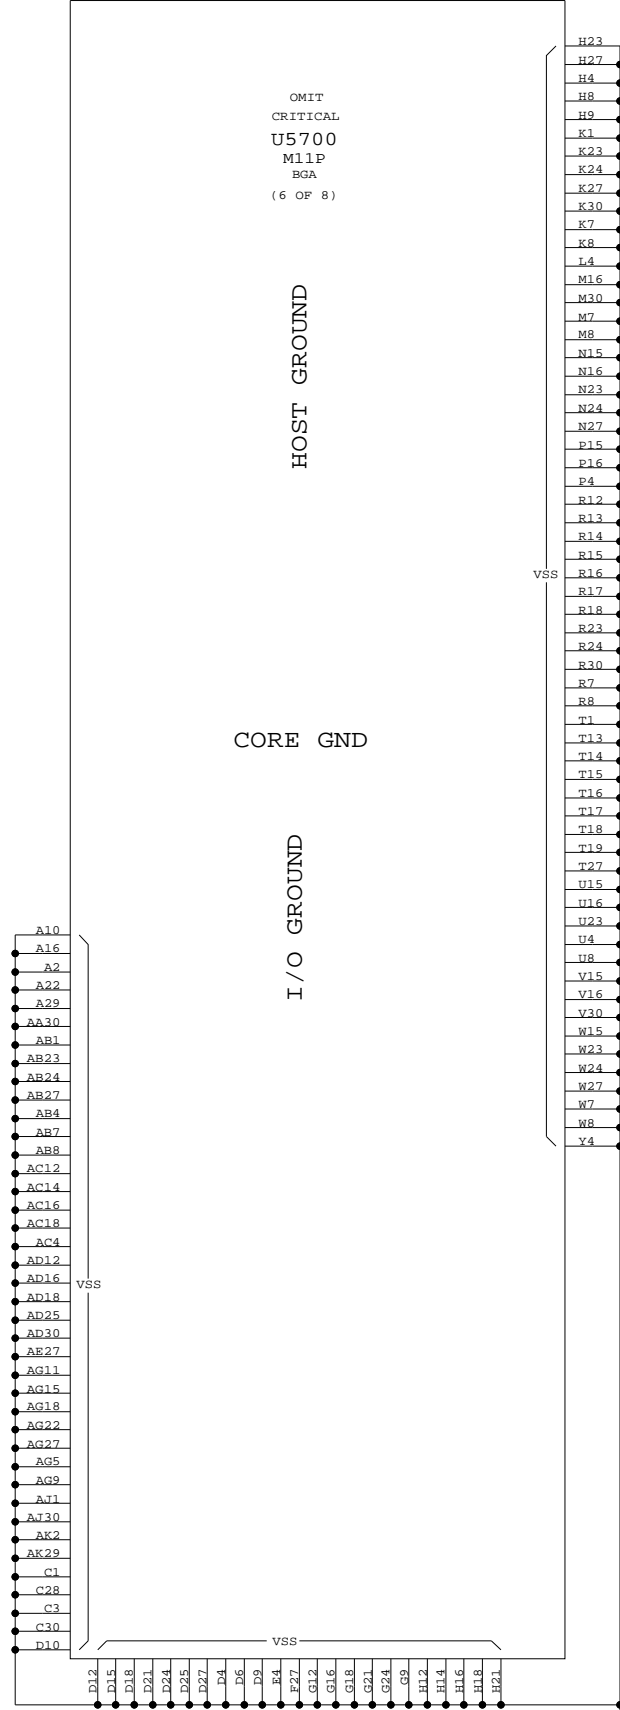 OMIT
CRITICAL
U5700
M11P
BGA
(6 OF 8)
HOST GROUND
CORE GND
I/O GROUND
H23
H27
H4
H8
H9
K1
K23
K24
K27
K30
K7
K8
L4
M16
M30
M7
M8
N15
N16
N23
N24
N27
P15
P16
P4
R12
R13
R14
R15
VSS
R16
R17
R18
R23
R24
R30
R7
R8
T1
T13
T14
T15
T16
T17
T18
T19
T27
U15
U16
U23
U4
U8
V15
V16
V30
W15
W23
W24
W27
W7
W8
Y4
A10
A16
A2
A22
A29
AA30
AB1
AB23
AB24
AB27
AB4
AB7
AB8
AC12
AC14
AC16
AC18
AC4
AD12
AD16
VSS
AD18
AD25
AD30
AE27
AG11
AG15
AG18
AG22
AG27
AG5
AG9
AJ1
AJ30
AK2
AK29
C1
C28
C3
C30
D10
VSS
D12
D15
D18
D21
D24
D25
D27
D4
D6
D9
E4
F27
G12
G16
G18
G21
G24
G9
H12
H14
H16
H18
H21